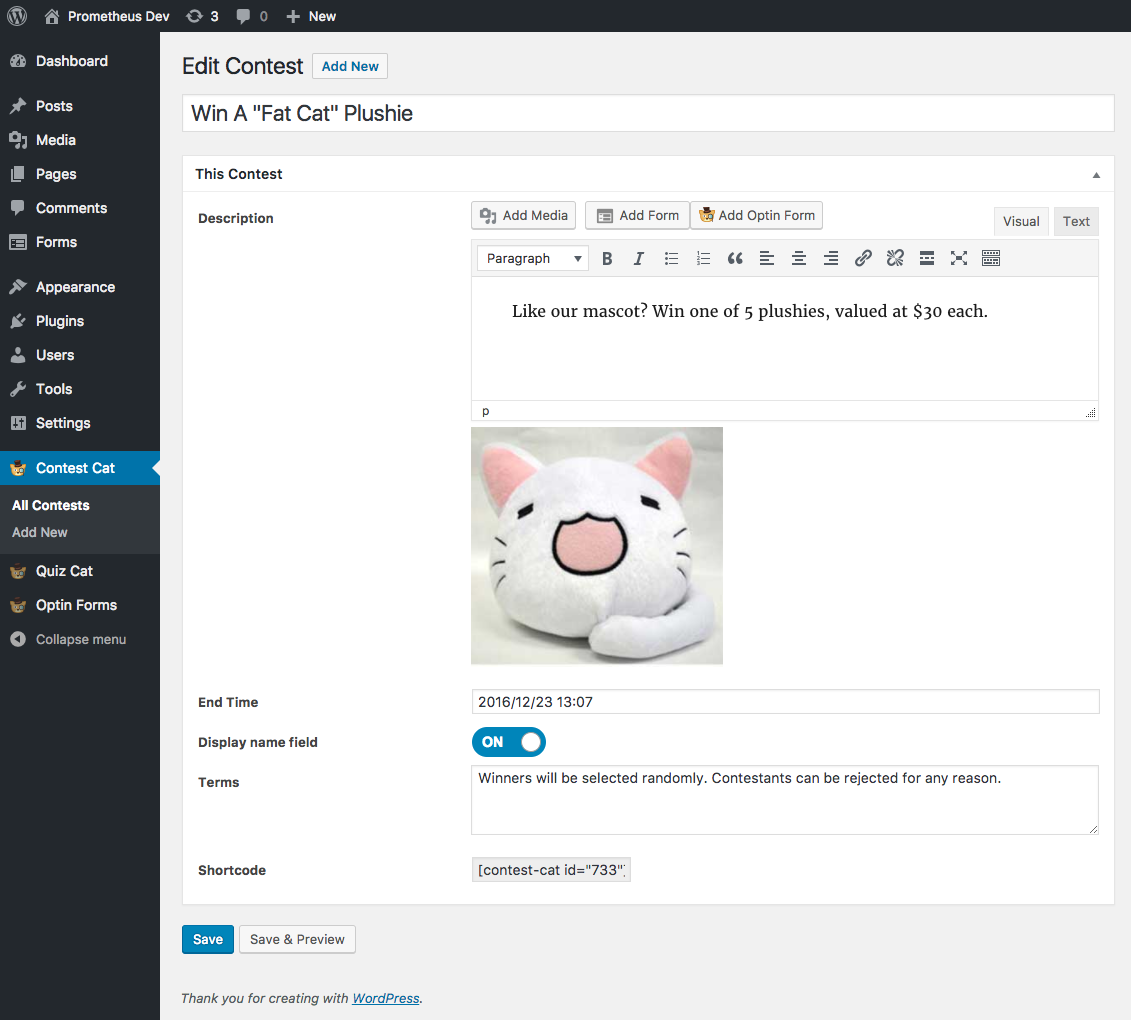 Prometheus Dev 3 0 New
Dashboard
Posts
Media
Pages
Comments
Forms
Appearance
Plugins
Users
Tools
Settings
Contest Cat
All Contests
Add New
Quiz Cat
Optin Forms
Collapse menu
Edit Contest Add New
Win A "Fat Cat" Plushie
This Contest
Description
Add Media Add Form Add Optin Form
Visual Text
Paragraph B I
Like our mascot? Win one of 5 plushies, valued at $30 each.
p
End Time 2016/12/23 13:07
Display name field ON
Terms Winners will be selected randomly. Contestants can be rejected for any reason.
Shortcode [contest-cat id="733"]
Save Save & Preview
Thank you for creating with WordPress.